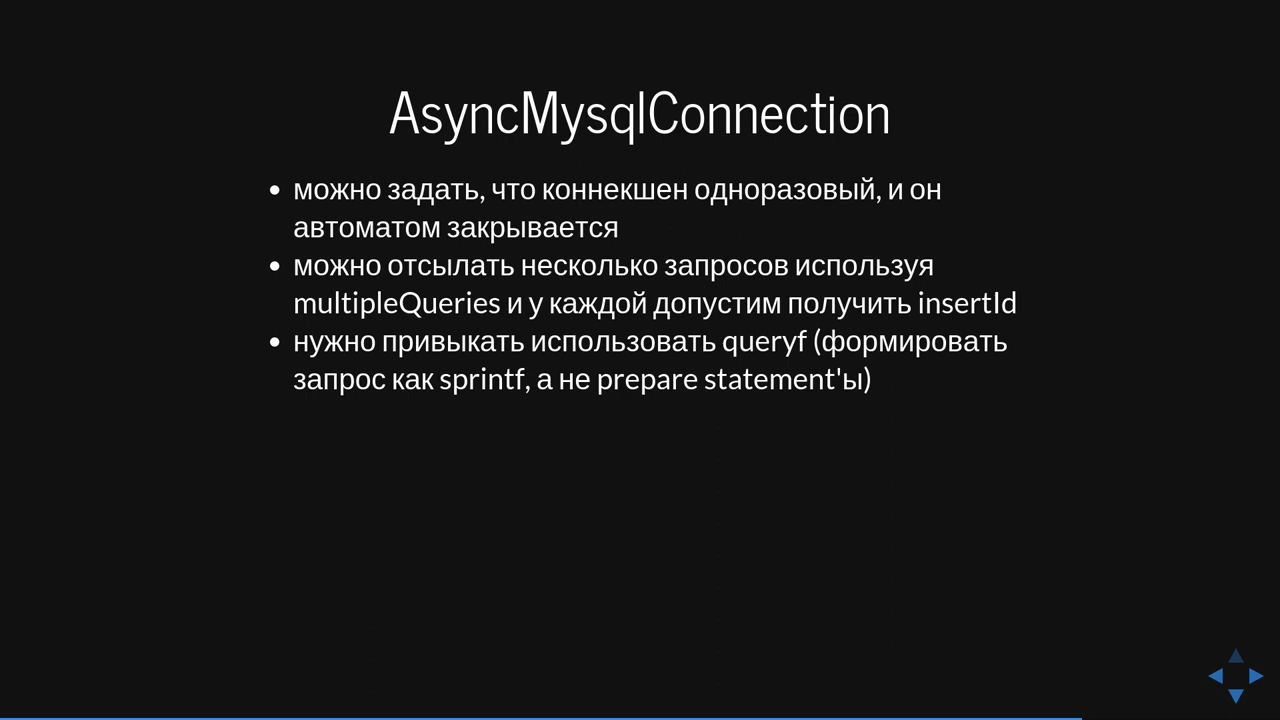 AsyncMysqlConnection
можно задать, что коннекшен одноразовый, и он
автоматом закрывается
можно отсылать несколько запросов используя
multipleQueries и у каждой допустим получить insertId
нужно привыкать использовать queryf (формировать
запрос как sprintf, а не prepare statement'ы)